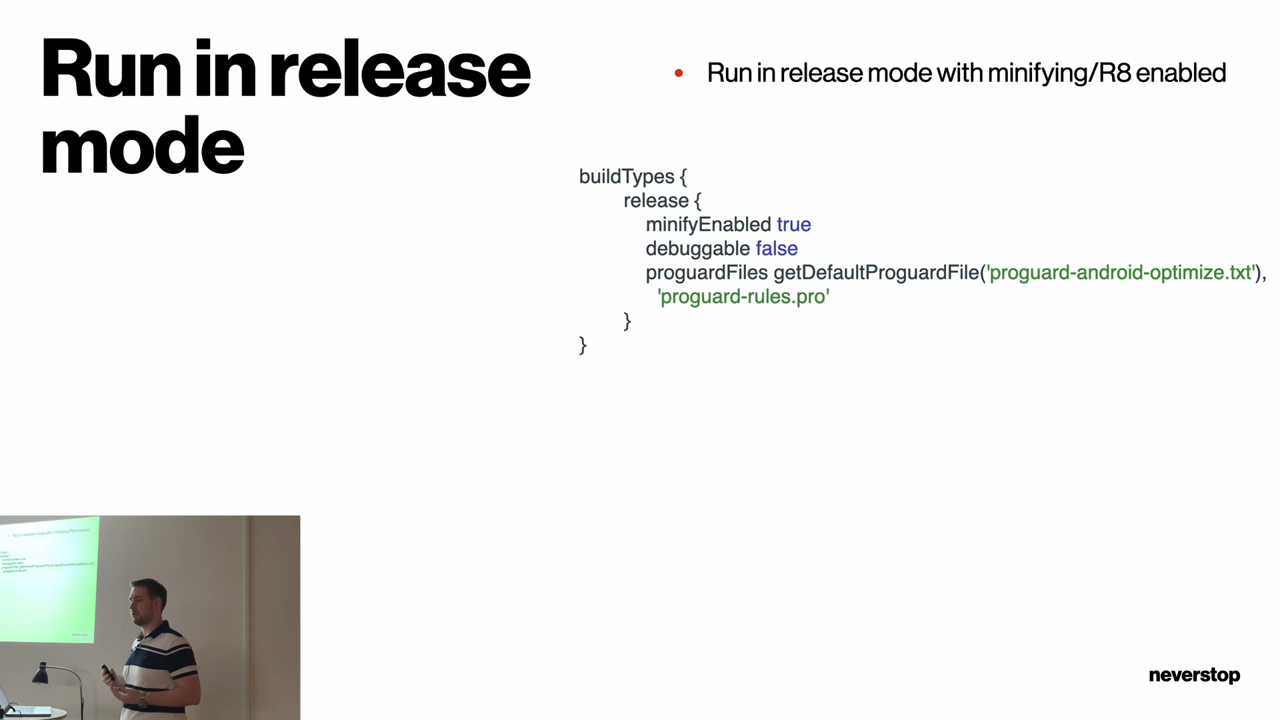 Run in release
mode
• Run in release mode with minifying/R8 enabled
buildTypes {
release {
minifyEnabled true
debuggable false
proguardFiles getDefaultProguardFile('proguard-android-optimize.txt'),
'proguard-rules.pro'
}
}
neverstop